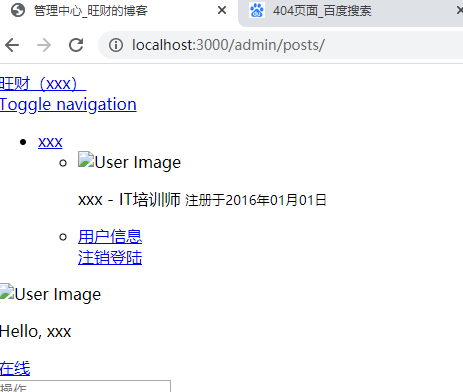 管理中心_旺财的博客
404页面_百度搜索
localhost:3000/admin/posts/
旺财（xxx）
Toggle navigation
xxx
User Image
xxx - IT培训师 注册于2016年01月01日
用户信息
注销登陆
User Image
Hello, xxx
在线
操作